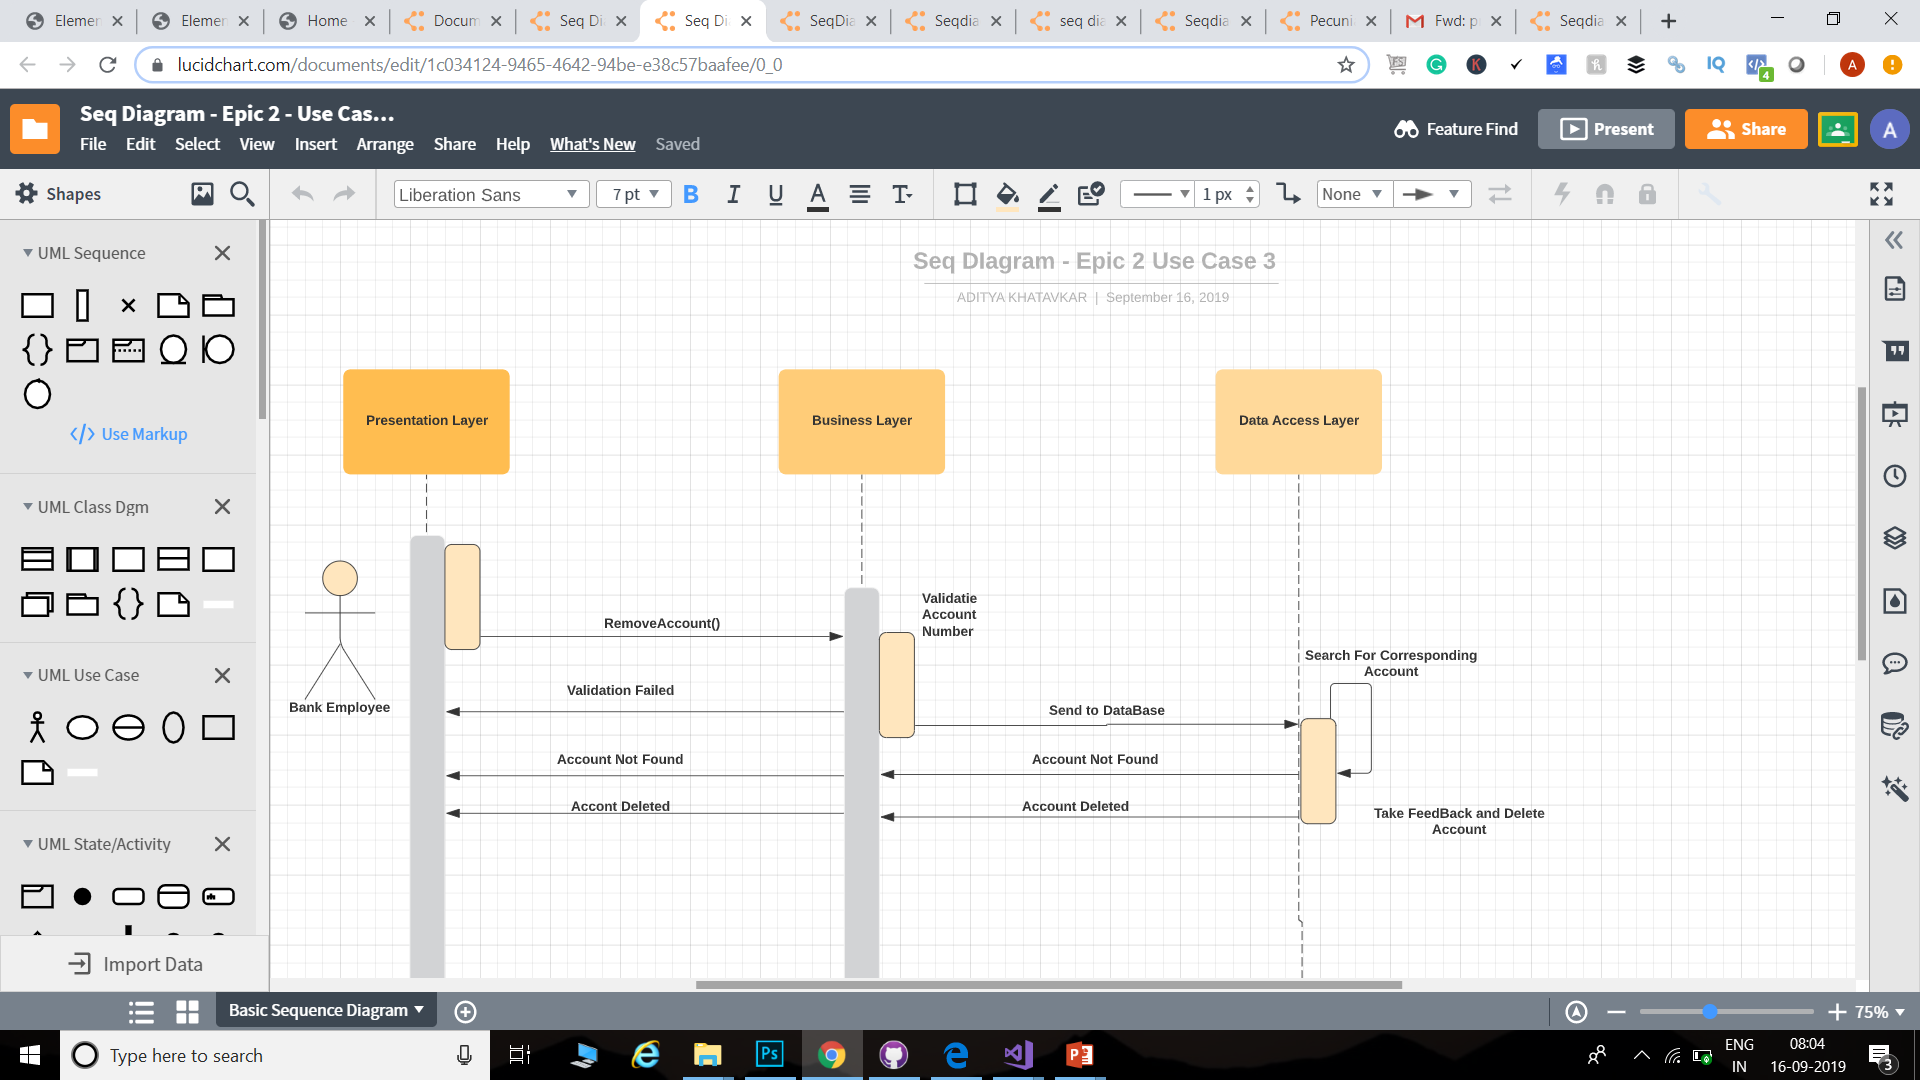 Elemen
Elemen
Home
Docum
Seq Di
Seq Di
SeqDia
Seqdia
seq dia
Seqdia
Pecuni
Fwd: p
Seqdia
lucidchart.com/documents/edit/1c034124-9465-4642-94be-e38c57baafee/0_0
Seq Diagram - Epic 2 - Use Cas...
File Edit Select View Insert Arrange Share Help What's New Saved
Feature Find
Present
Share
A
Shapes
Liberation Sans
7 pt
B I U A
1 px
None
UML Sequence
Use Markup
UML Class Dgm
UML Use Case
UML State/Activity
Import Data
Seq DIagram - Epic 2 Use Case 3
ADITYA KHATAVKAR | September 16, 2019
Presentation Layer
Business Layer
Data Access Layer
Bank Employee
RemoveAccount()
Validatie
Account
Number
Validation Failed
Send to DataBase
Search For Corresponding
Account
Account Not Found
Account Not Found
Accont Deleted
Account Deleted
Take FeedBack and Delete
Account
Basic Sequence Diagram
75%
Type here to search
Ps
ENG
IN
08:04
16-09-2019
3